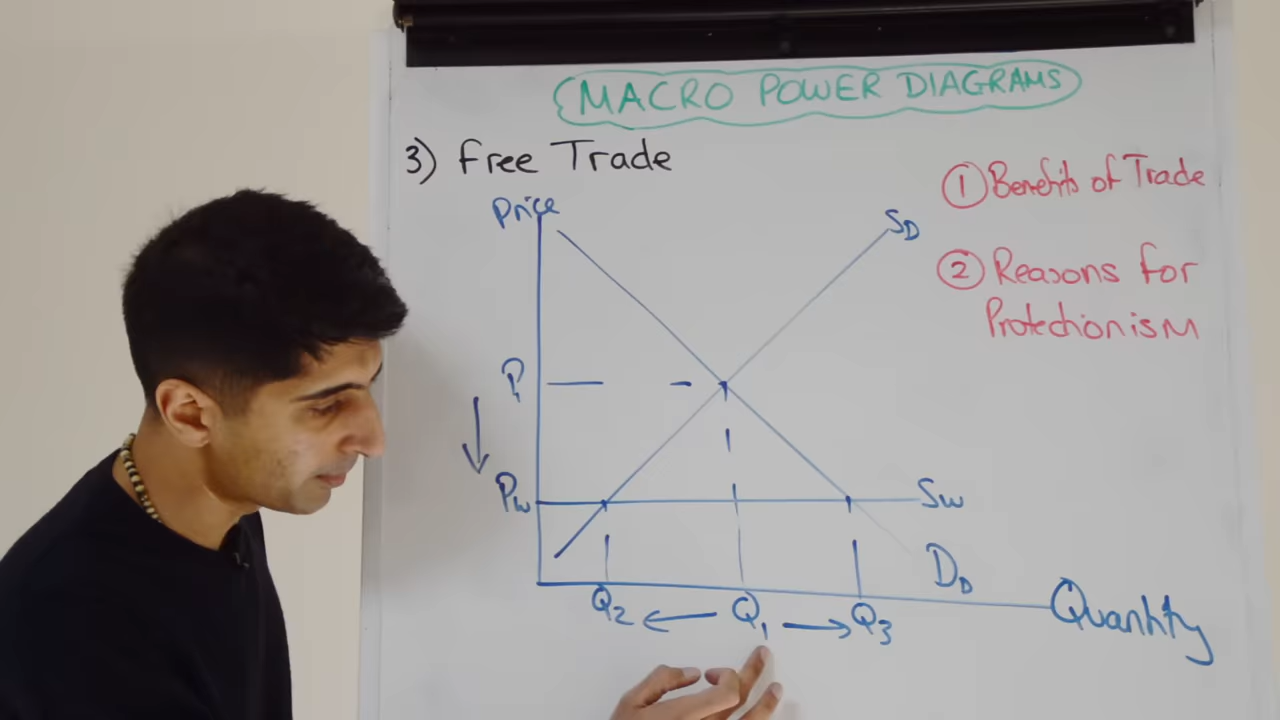 MACRO POWER DIAGRAMS
3) Free Trade
① Benefits of Trade
② Reasons for
Protectionism
Price
SD
P1
PW
SW
DD
Q2 ← Q1 → Q3
Quantity